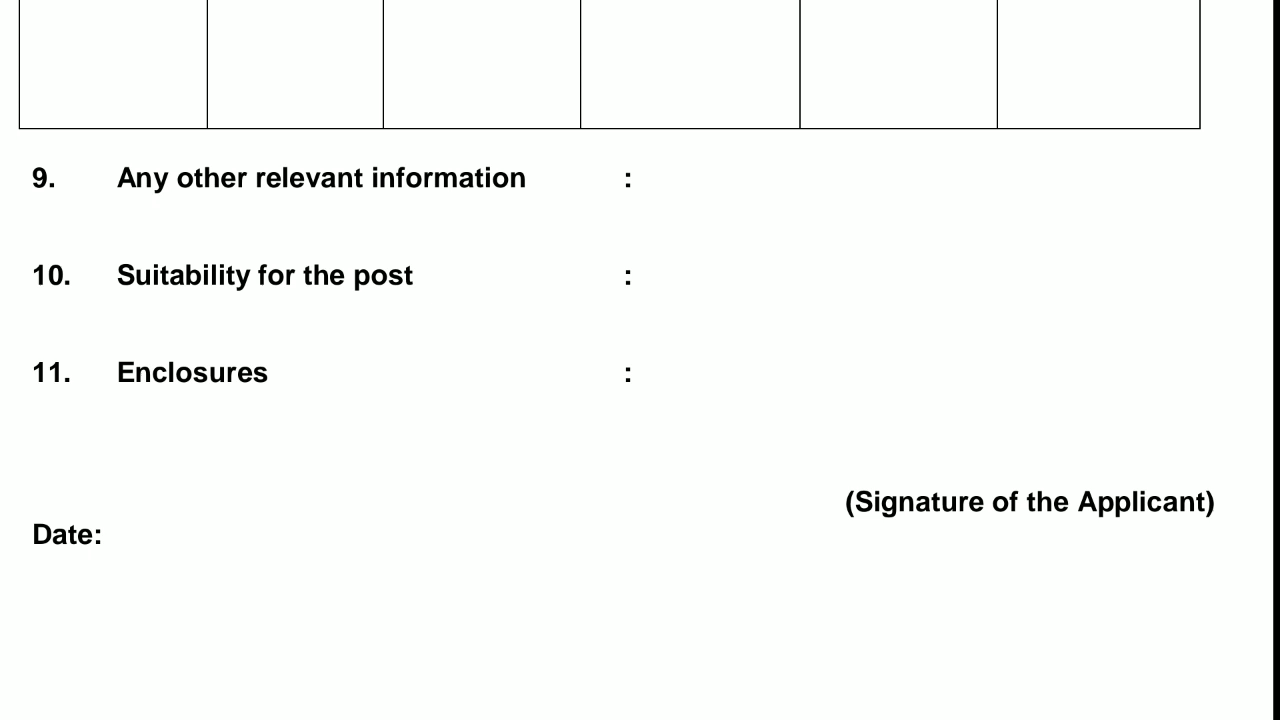 9. Any other relevant information :
10. Suitability for the post :
11. Enclosures :
(Signature of the Applicant)
Date: